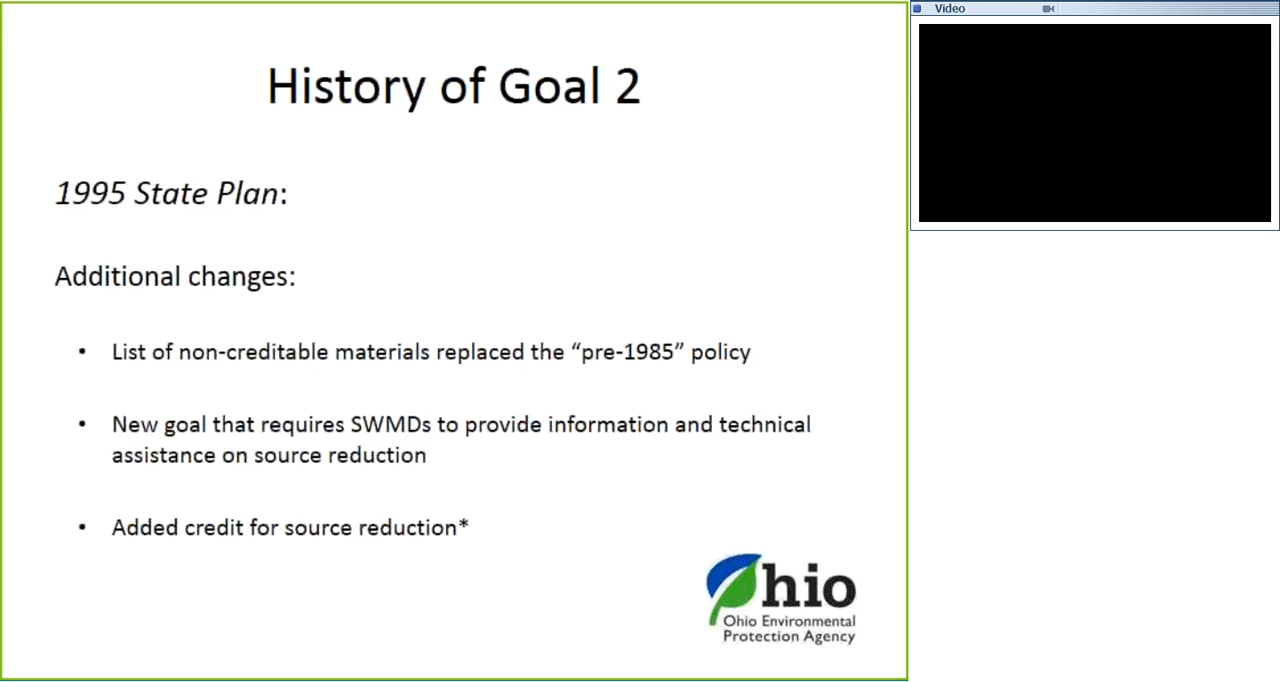 Video
History of Goal 2
1995 State Plan:
Additional changes:
• List of non-creditable materials replaced the “pre-1985” policy
• New goal that requires SWMDs to provide information and technical
assistance on source reduction
• Added credit for source reduction*
Ohio
Ohio Environmental
Protection Agency